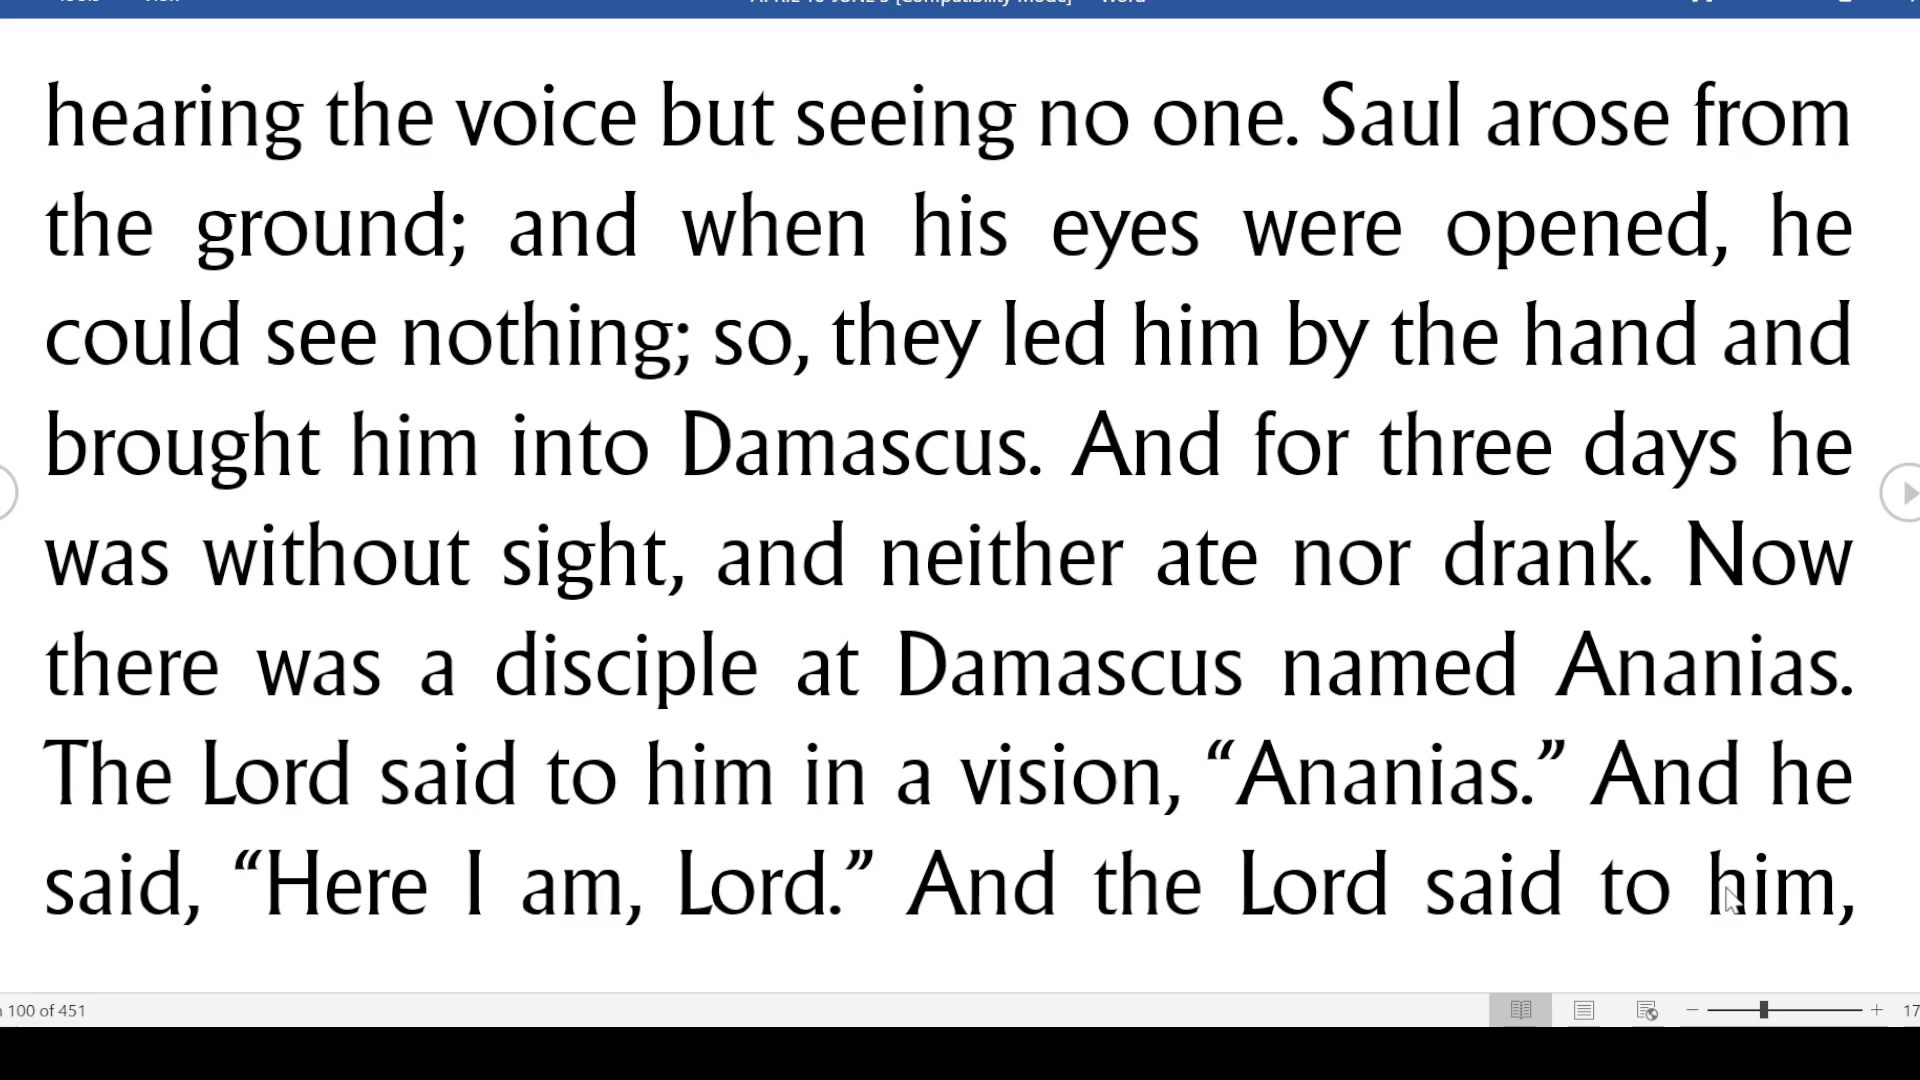 hearing the voice but seeing no one. Saul arose from
the ground; and when his eyes were opened, he
could see nothing; so, they led him by the hand and
brought him into Damascus. And for three days he
was without sight, and neither ate nor drank. Now
there was a disciple at Damascus named Ananias.
The Lord said to him in a vision, “Ananias.” And he
said, “Here I am, Lord.” And the Lord said to him,
100 of 451
17